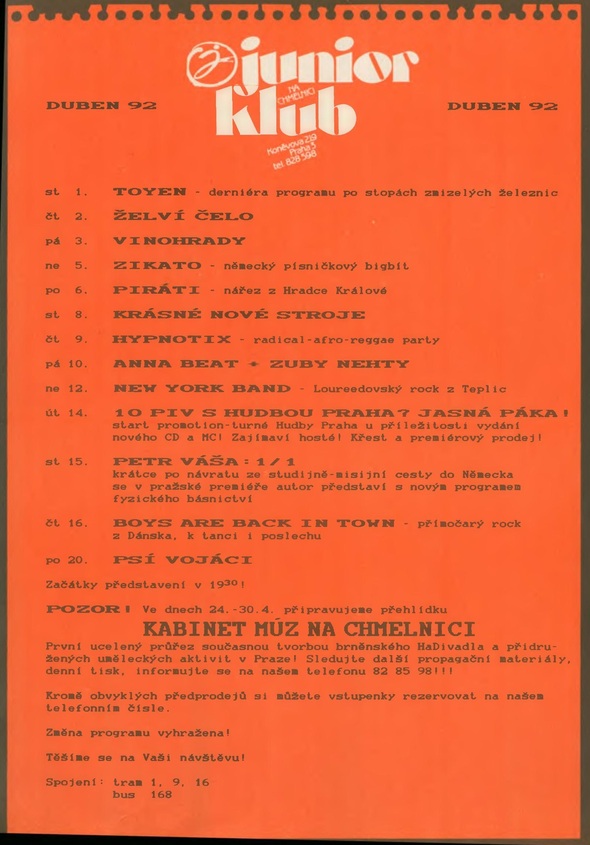 junior
NA
CHMELNICI
klub
Koněvova 219
Praha 3
tel. 828 598
DUBEN 92 DUBEN 92
st 1. TOYEN - derniéra programu po stopách zmizelých železnic
čt 2. ŽELVÍ ČELO
pá 3. VINOHRADY
ne 5. ZIKATO - německý písničkový bigbít
po 6. PIRÁTI - nářez z Hradce Králové
st 8. KRÁSNÉ NOVÉ STROJE
čt 9. HYPNOTIX - radical-afro-reggae party
pá 10. ANNA BEAT + ZUBY NEHTY
ne 12. NEW YORK BAND - Loureedovský rock z Teplic
út 14. 10 PIV S HUDBOU PRAHA? JASNÁ PÁKA!
start promotion-turné Hudby Praha u příležitosti vydání
nového CD a MC! Zajímaví hosté! Křest a premiérový prodej!
st 15. PETR VÁŠA: 1/1
krátce po návratu ze studijně-misijní cesty do Německa
se v pražské premiéře autor představí s novým programem
fyzického básnictví
čt 16. BOYS ARE BACK IN TOWN - přímočarý rock
z Dánska, k tanci i poslechu
po 20. PSÍ VOJÁCI
Začátky představení v 19³⁰!
POZOR! Ve dnech 24.-30.4. připravujeme přehlídku
KABINET MÚZ NA CHMELNICI
První ucelený průřez současnou tvorbou brněnského HaDivadla a přidru-
žených uměleckých aktivit v Praze! Sledujte další propagační materiály,
denní tisk, informujte se na našem telefonu 82 85 98!!!
Kromě obvyklých předprodejů si můžete vstupenky rezervovat na našem
telefonním čísle.
Změna programu vyhražena!
Těšíme se na Vaši návštěvu!
Spojení: tram 1, 9, 16
bus 168